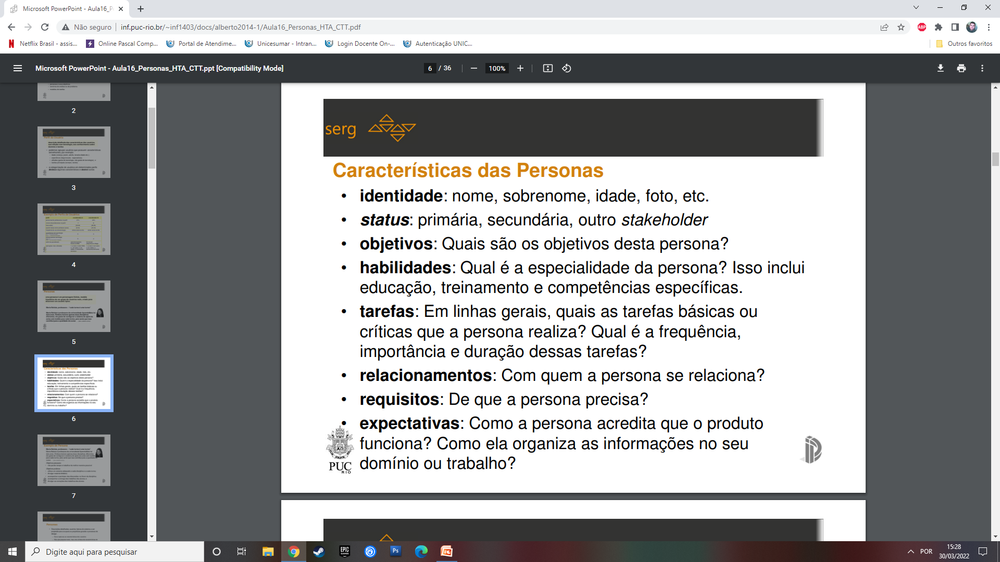 Microsoft PowerPoint - Aula16_P
Não seguro
inf.puc-rio.br/~inf1403/docs/alberto2014-1/Aula16_Personas_HTA_CTT.pdf
ABP
Netflix Brasil - assis...
Online Pascal Comp...
Portal de Atendime...
Unicesumar - Intran...
Login Docente On-...
Autenticação UNIC...
Outros favoritos
Microsoft PowerPoint - Aula16_Personas_HTA_CTT.ppt [Compatibility Mode]
6 / 36
100%
2
3
4
5
6
7
serg
Características das Personas
• identidade: nome, sobrenome, idade, foto, etc.
• status: primária, secundária, outro stakeholder
• objetivos: Quais são os objetivos desta persona?
• habilidades: Qual é a especialidade da persona? Isso inclui
educação, treinamento e competências específicas.
• tarefas: Em linhas gerais, quais as tarefas básicas ou
críticas que a persona realiza? Qual é a frequência,
importância e duração dessas tarefas?
• relacionamentos: Com quem a persona se relaciona?
• requisitos: De que a persona precisa?
• expectativas: Como a persona acredita que o produto
funciona? Como ela organiza as informações no seu
domínio ou trabalho?
PUC
RIO
Digite aqui para pesquisar
EPIC
GAMES
Ps
POR
15:28
30/03/2022